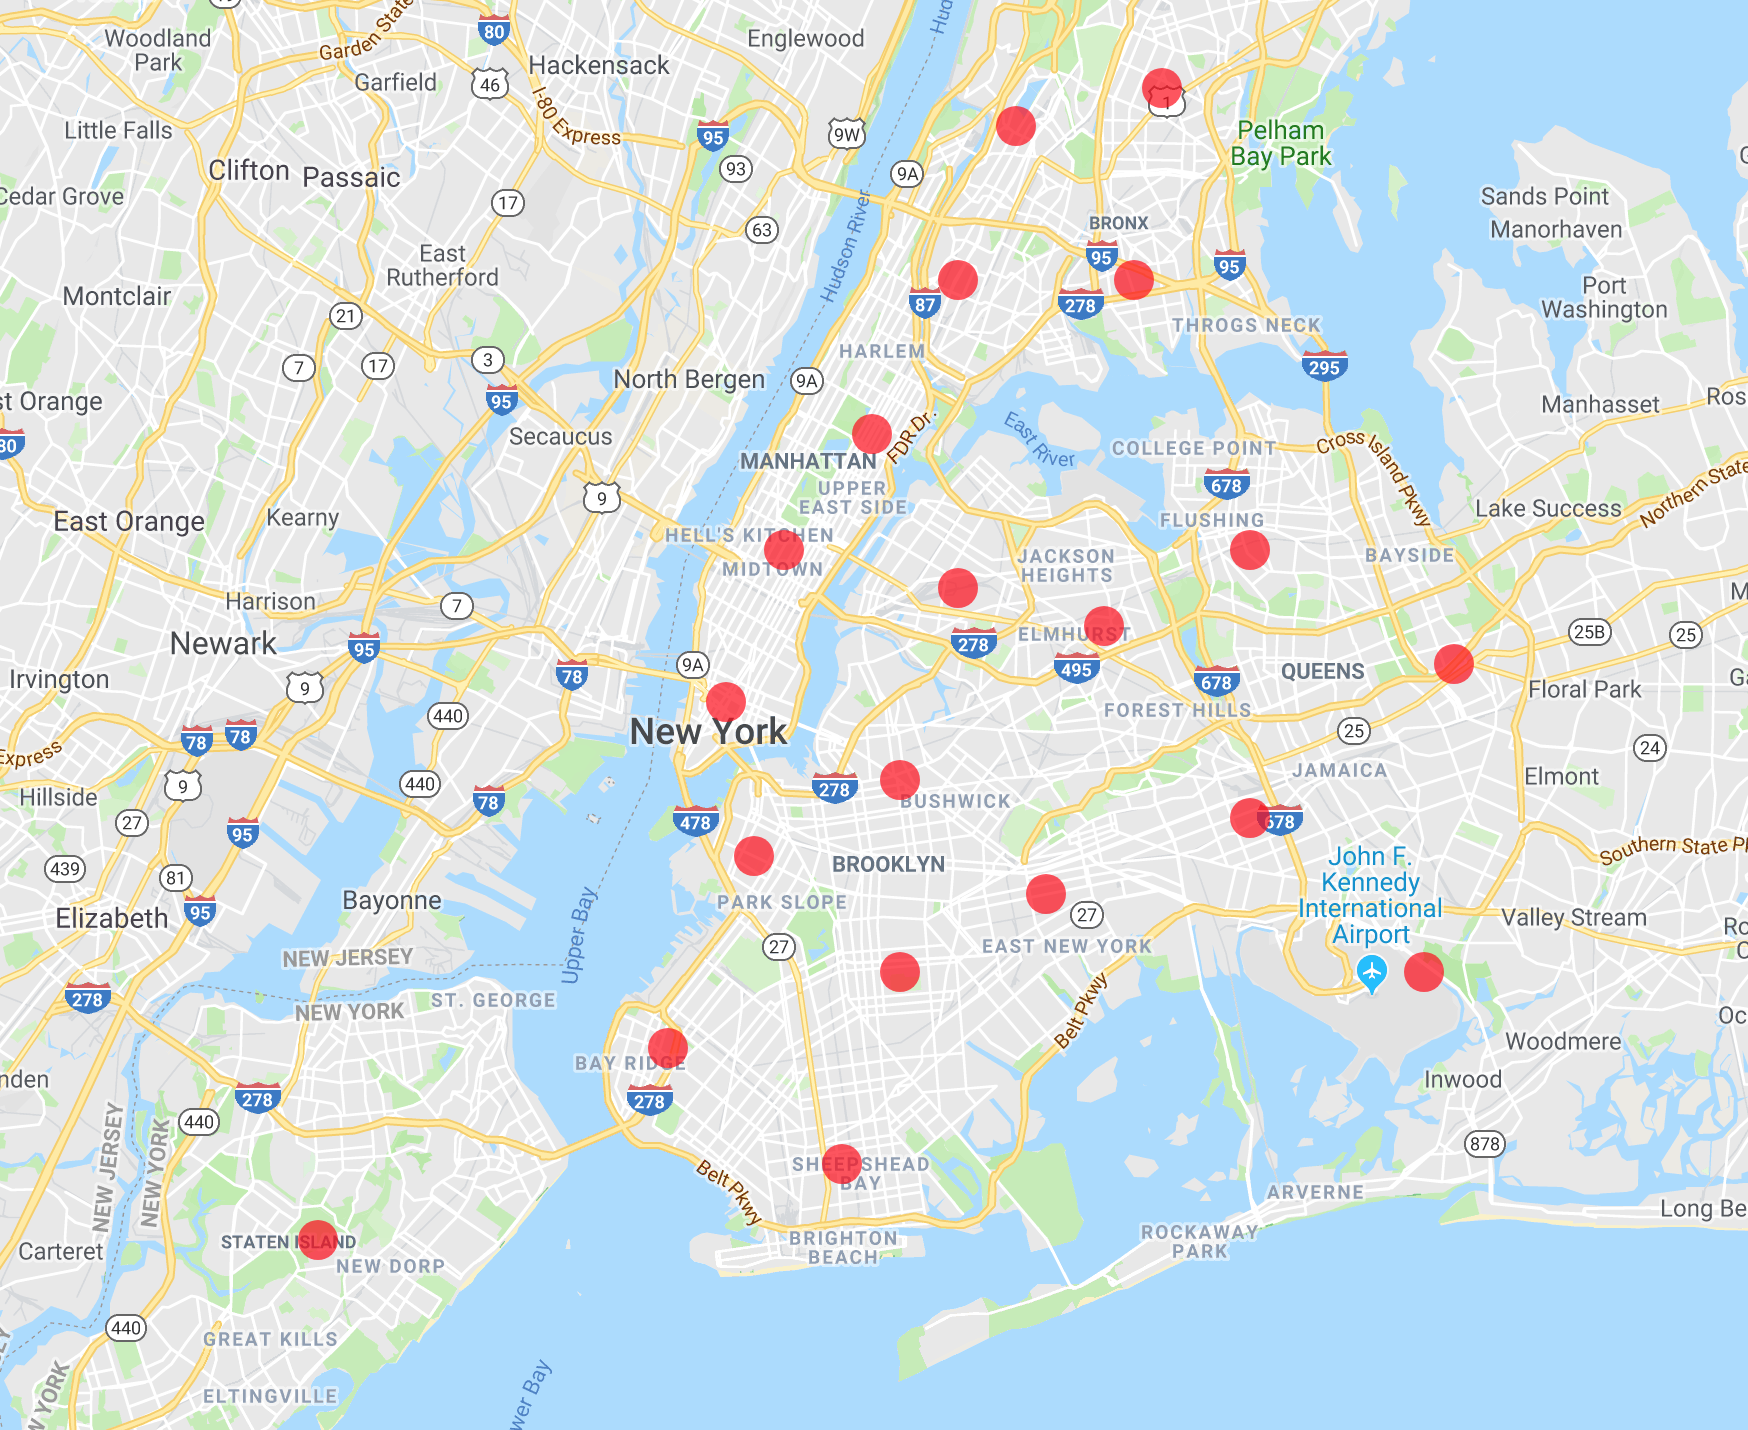 Woodland
Park
Garden State
80
Englewood
Hud
Garfield
46
Hackensack
1
I-80 Express
95
9W
Little Falls
Pelham
Bay Park
Clifton
Passaic
93
9A
Cedar Grove
17
Sands Point
Manorhaven
63
BRONX
East
Rutherford
Hudson River
95
95
Montclair
87
278
Port
Washington
21
THROGS NECK
HARLEM
7
17
3
North Bergen
9A
295
95
st Orange
Manhasset
Ros
80
Secaucus
FDR Dr.
East River
COLLEGE POINT
Cross Island Pkwy
MANHATTAN
UPPER
EAST SIDE
678
Northern State
9
East Orange
Kearny
Lake Success
FLUSHING
HELL'S KITCHEN
MIDTOWN
JACKSON
HEIGHTS
BAYSIDE
Harrison
7
Newark
95
278
ELMHURST
495
25B
25
9A
78
678
QUEENS
Irvington
9
Floral Park
440
New York
FOREST HILLS
78
78
25
24
Express
9
440
278
JAMAICA
Elmont
Hillside
78
BUSHWICK
27
95
478
678
Southern State P
439
81
BROOKLYN
John F.
Kennedy
International
Airport
Bayonne
PARK SLOPE
Elizabeth
95
27
Valley Stream
Upper Bay
27
EAST NEW YORK
NEW JERSEY
278
NEW YORK
ST. GEORGE
Belt Pkwy
Oc
Woodmere
BAY RIDGE
nden
278
278
Inwood
440
NEW JERSEY
NEW YORK
878
SHEEPSHEAD
BAY
Belt Pkwy
ARVERNE
Long Be
STATEN ISLAND
Carteret
NEW DORP
BRIGHTON
BEACH
ROCKAWAY
PARK
440
GREAT KILLS
W YORK
ELTINGVILLE
wer Bay